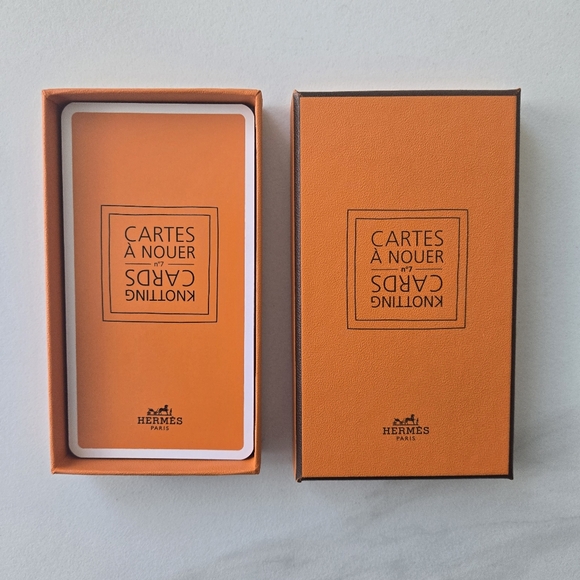 CARTES
À NOUER
n°7
KNOTTING
CARDS
HERMÈS
PARIS
CARTES
À NOUER
n°7
KNOTTING
CARDS
HERMÈS
PARIS